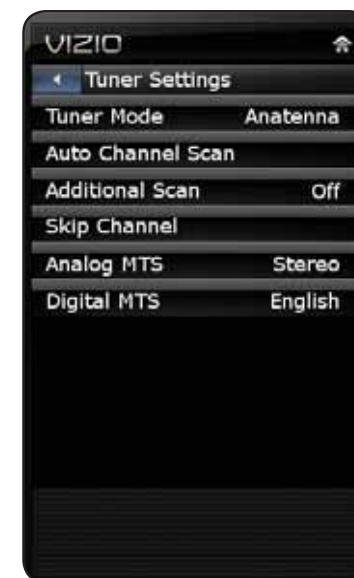 VIZIO
Tuner Settings
Tuner Mode Anatenna
Auto Channel Scan
Additional Scan Off
Skip Channel
Analog MTS Stereo
Digital MTS English